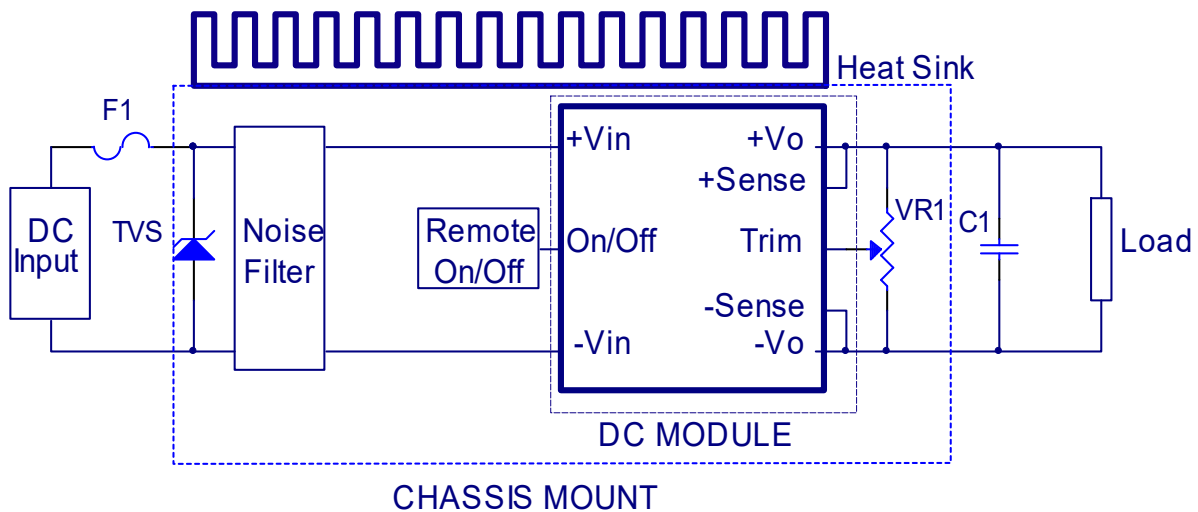 Heat Sink
F1
+Vin
+Vo
+Sense
DC
Input
TVS
Noise
Filter
Remote
On/Off
On/Off
Trim
VR1
C1
Load
-Sense
-Vin
-Vo
DC MODULE
CHASSIS MOUNT